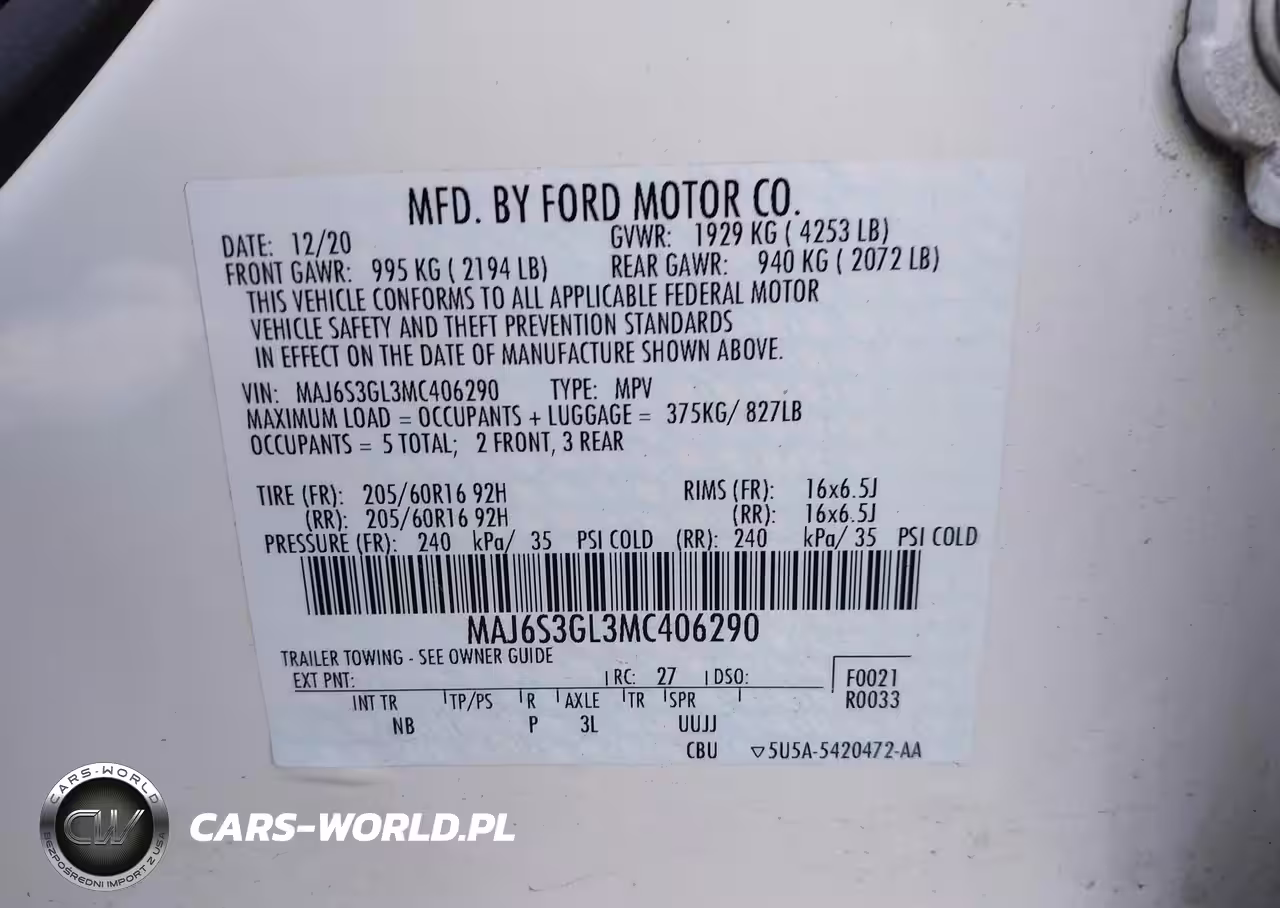 MFD. BY FORD MOTOR CO.
DATE: 12/20 GVWR: 1929 KG ( 4253 LB)
FRONT GAWR: 995 KG ( 2194 LB) REAR GAWR: 940 KG ( 2072 LB)
THIS VEHICLE CONFORMS TO ALL APPLICABLE FEDERAL MOTOR
VEHICLE SAFETY AND THEFT PREVENTION STANDARDS
IN EFFECT ON THE DATE OF MANUFACTURE SHOWN ABOVE.
VIN: MAJ6S3GL3MC406290 TYPE: MPV
MAXIMUM LOAD = OCCUPANTS + LUGGAGE = 375KG/ 827LB
OCCUPANTS = 5 TOTAL; 2 FRONT, 3 REAR
TIRE (FR): 205/60R16 92H RIMS (FR): 16x6.5J
(RR): 205/60R16 92H (RR): 16x6.5J
PRESSURE (FR): 240 kPa/ 35 PSI COLD (RR): 240 kPa/ 35 PSI COLD
MAJ6S3GL3MC406290
TRAILER TOWING - SEE OWNER GUIDE
EXT PNT: RC: 27 DSO: F0021
INT TR TP/PS R AXLE TR SPR R0033
NB P 3L UUJJ
CBU ▽5U5A-5420472-AA
CARS-WORLD
CW
BEZPOŚREDNI IMPORT Z USA
CARS-WORLD.PL